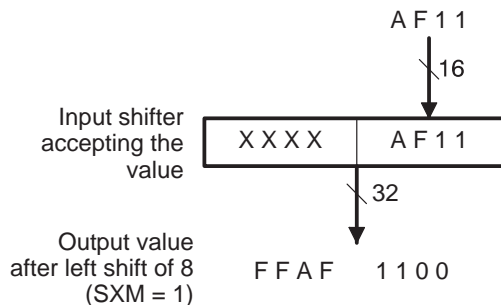 A F 1 1
16
Input shifter
accepting the
value
X X X X A F 1 1
32
Output value
after left shift of 8
(SXM = 1)
F F A F 1 1 0 0